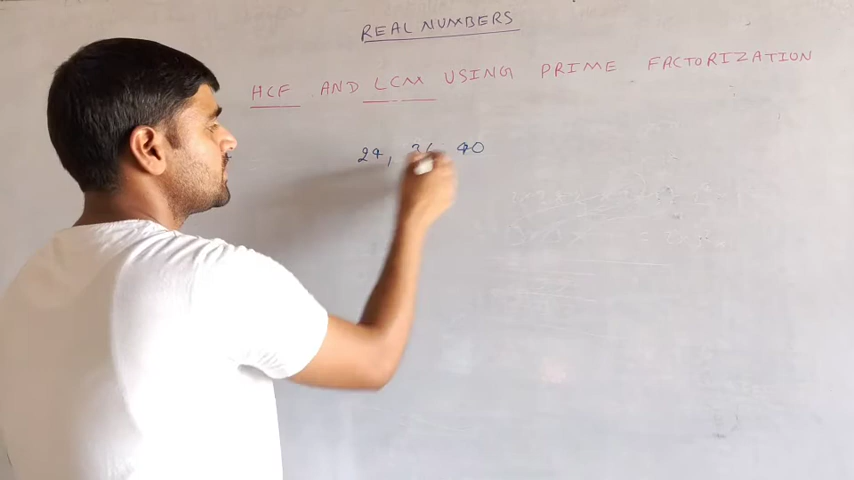 REAL NUMBERS
HCF AND LCM USING PRIME FACTORIZATION
24, 40